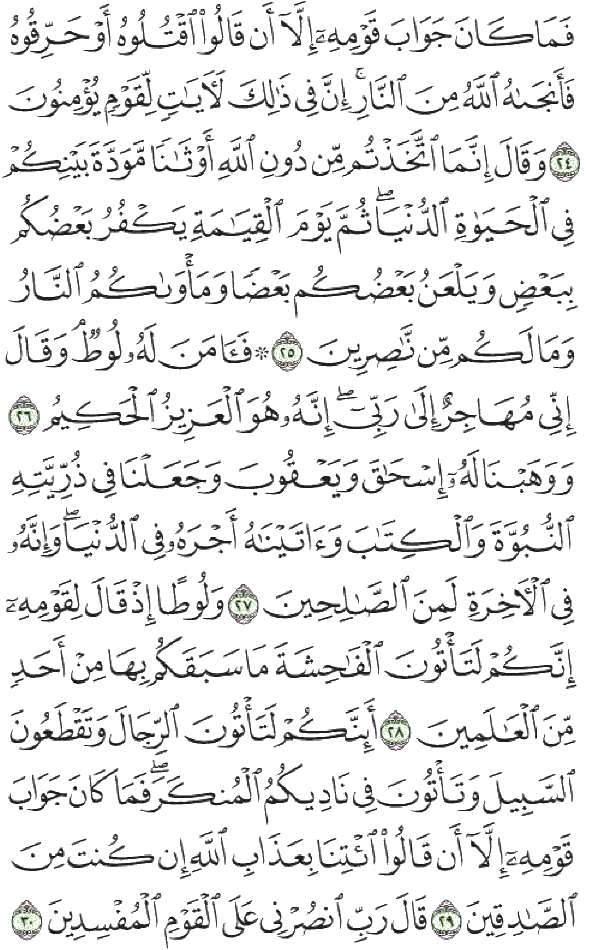 فَمَا كَانَ جَوَابَ قَوْمِهِۦٓ إِلَّآ أَن قَالُوا۟ ٱقْتُلُوهُ أَوْ حَرِّقُوهُ
فَأَنجَىٰهُ ٱللَّهُ مِنَ ٱلنَّارِ ۚ إِنَّ فِى ذَٰلِكَ لَـَٔايَـٰتٍ لِّقَوْمٍ يُؤْمِنُونَ
٢٤ وَقَالَ إِنَّمَا ٱتَّخَذْتُم مِّن دُونِ ٱللَّهِ أَوْثَـٰنًا مَّوَدَّةَ بَيْنِكُمْ
فِى ٱلْحَيَوٰةِ ٱلدُّنْيَا ۖ ثُمَّ يَوْمَ ٱلْقِيَـٰمَةِ يَكْفُرُ بَعْضُكُم
بِبَعْضٍ وَيَلْعَنُ بَعْضُكُم بَعْضًا وَمَأْوَىٰكُمُ ٱلنَّارُ
وَمَا لَكُم مِّن نَّـٰصِرِينَ ٢٥ ۞ فَـَٔامَنَ لَهُۥ لُوطٌ ۘ وَقَالَ
إِنِّى مُهَاجِرٌ إِلَىٰ رَبِّىٓ ۖ إِنَّهُۥ هُوَ ٱلْعَزِيزُ ٱلْحَكِيمُ ٢٦
وَوَهَبْنَا لَهُۥٓ إِسْحَـٰقَ وَيَعْقُوبَ وَجَعَلْنَا فِى ذُرِّيَّتِهِ
ٱلنُّبُوَّةَ وَٱلْكِتَـٰبَ وَءَاتَيْنَـٰهُ أَجْرَهُۥ فِى ٱلدُّنْيَا ۖ وَإِنَّهُۥ
فِى ٱلْـَٔاخِرَةِ لَمِنَ ٱلصَّـٰلِحِينَ ٢٧ وَلُوطًا إِذْ قَالَ لِقَوْمِهِۦٓ
إِنَّكُمْ لَتَأْتُونَ ٱلْفَـٰحِشَةَ مَا سَبَقَكُم بِهَا مِنْ أَحَدٍ
مِّنَ ٱلْعَـٰلَمِينَ ٢٨ أَئِنَّكُمْ لَتَأْتُونَ ٱلرِّجَالَ وَتَقْطَعُونَ
ٱلسَّبِيلَ وَتَأْتُونَ فِى نَادِيكُمُ ٱلْمُنكَرَ ۖ فَمَا كَانَ جَوَابَ
قَوْمِهِۦٓ إِلَّآ أَن قَالُوا۟ ٱئْتِنَا بِعَذَابِ ٱللَّهِ إِن كُنتَ مِنَ
ٱلصَّـٰدِقِينَ ٢٩ قَالَ رَبِّ ٱنصُرْنِى عَلَى ٱلْقَوْمِ ٱلْمُفْسِدِينَ ٣٠